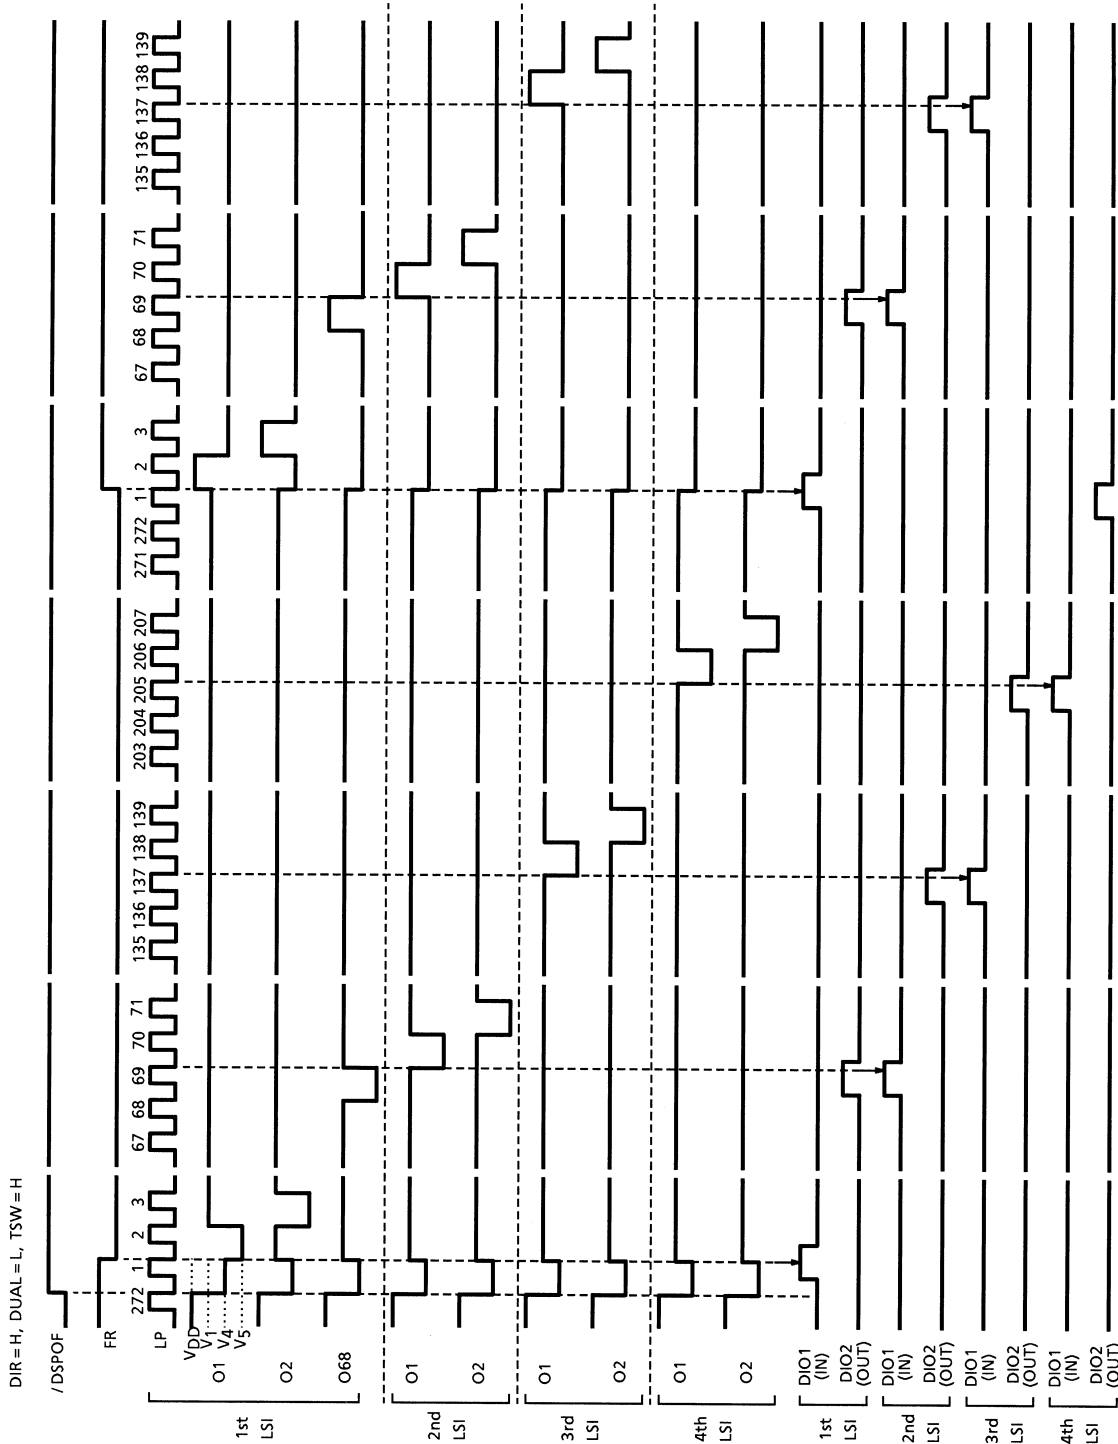 DIR = H, DUAL = L, TSW = H
/ DSPOF
FR
LP
272 1 2 3 67 68 69 70 71 135 136 137 138 139 203 204 205 206 207 271 272 1 2 3 67 68 69 70 71 135 136 137 138 139
VDD
V1
V4
V5
1st
LSI
O1
O2
O68
2nd
LSI
O1
O2
3rd
LSI
O1
O2
4th
LSI
O1
O2
1st
LSI
DIO1
(IN)
DIO2
(OUT)
2nd
LSI
DIO1
(IN)
DIO2
(OUT)
3rd
LSI
DIO1
(IN)
DIO2
(OUT)
4th
LSI
DIO1
(IN)
DIO2
(OUT)